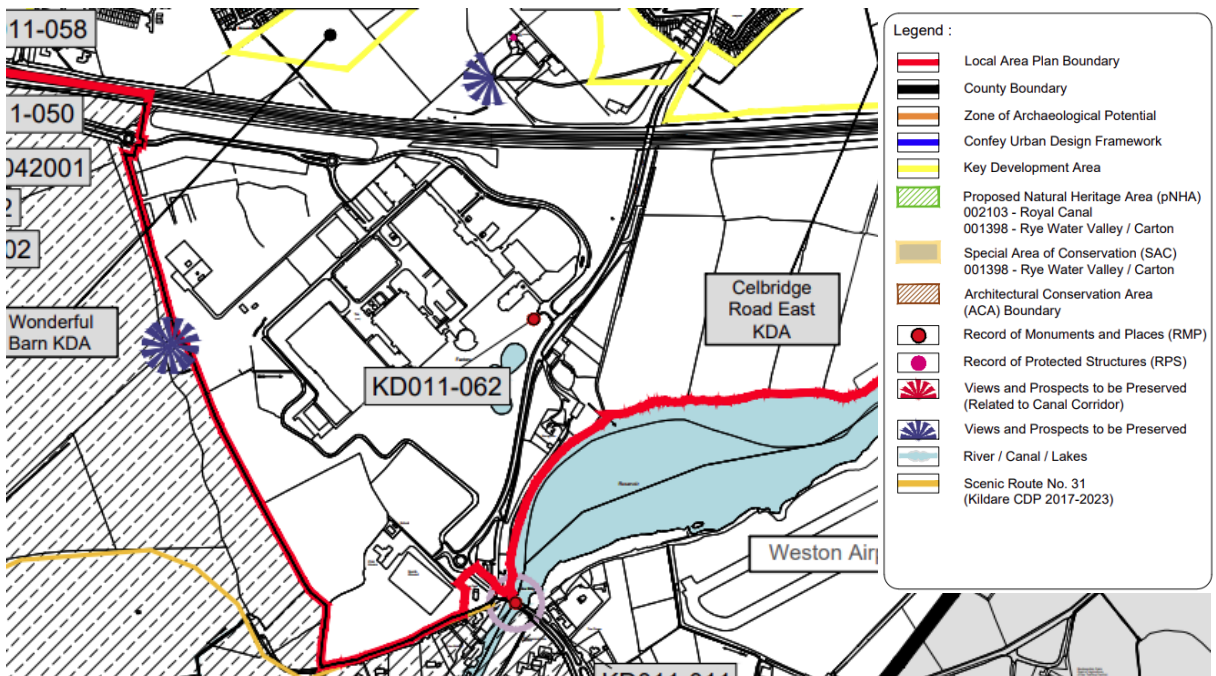 11-058
1-050
042001
2
02
Wonderful
Barn KDA
KD011-062
Celbridge
Road East
KDA
Reservoir
Weston Airp
KD011-011
Legend :
Local Area Plan Boundary
County Boundary
Zone of Archaeological Potential
Confey Urban Design Framework
Key Development Area
Proposed Natural Heritage Area (pNHA)
002103 - Royal Canal
001398 - Rye Water Valley / Carton
Special Area of Conservation (SAC)
001398 - Rye Water Valley / Carton
Architectural Conservation Area
(ACA) Boundary
Record of Monuments and Places (RMP)
Record of Protected Structures (RPS)
Views and Prospects to be Preserved
(Related to Canal Corridor)
Views and Prospects to be Preserved
River / Canal / Lakes
Scenic Route No. 31
(Kildare CDP 2017-2023)